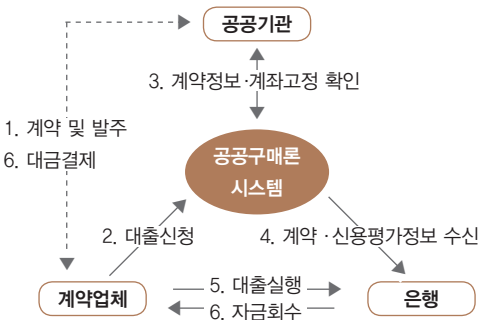 공공기관
3. 계약정보·계좌고정 확인
1. 계약 및 발주
6. 대금결제
공공구매론
시스템
2. 대출신청
4. 계약·신용평가정보 수신
계약업체
5. 대출실행
6. 자금회수
은행